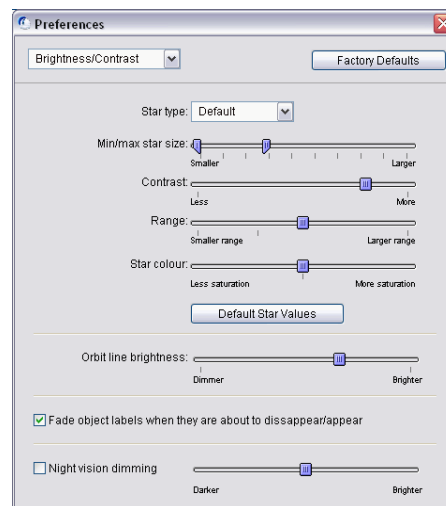 Preferences
Brightness/Contrast
Factory Defaults
Star type: Default
Min/max star size:
Smaller Larger
Contrast:
Less More
Range:
Smaller range Larger range
Star colour:
Less saturation More saturation
Default Star Values
Orbit line brightness:
Dimmer Brighter
Fade object labels when they are about to dissappear/appear
Night vision dimming
Darker Brighter